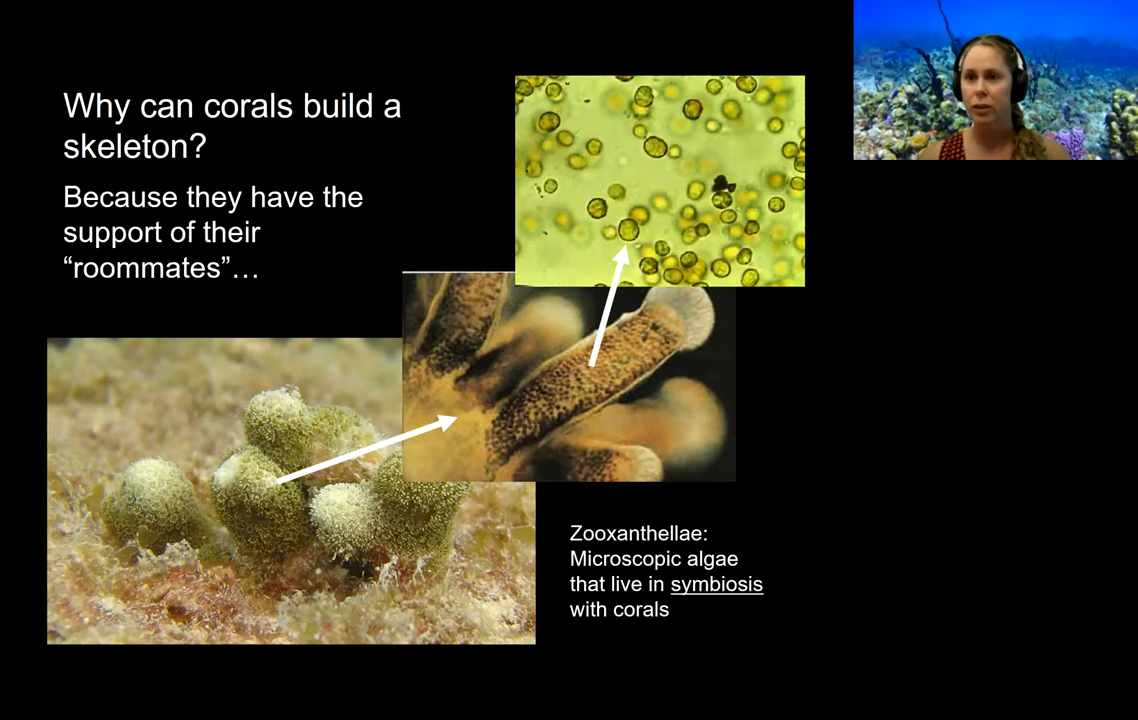 Why can corals build a
skeleton?
Because they have the
support of their
“roommates”…
Zooxanthellae:
Microscopic algae
that live in symbiosis
with corals